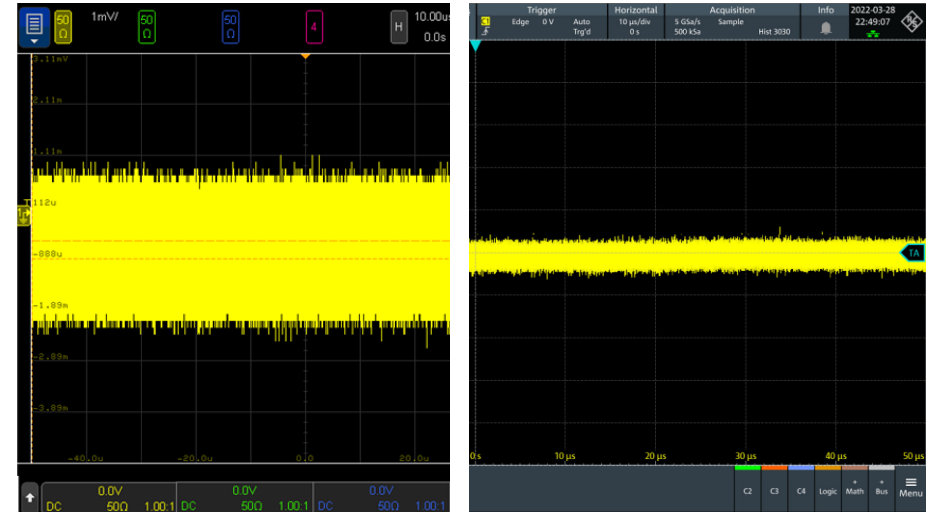 50 Ω 1mV/ 50 Ω 50 Ω 4 H 10.00us
0.0s
3.11mV
2.11m
1.11m
T 112u
-888u
-1.89m
-2.89m
-3.89m
-40.0u -20.0u 0.0 20.0u
0.0V 0.0V 0.0V
DC 50Ω 1.00:1 DC 50Ω 1.00:1 DC 50Ω 1.00:1
Trigger Horizontal Acquisition Info 2022-03-28
C1 Edge 0 V Auto 10 µs/div 5 GSa/s Sample 22:49:07
Trg'd 0 s 500 kSa Hist 3030
TA
0 s 10 µs 20 µs 30 µs 40 µs 50 µs
C2 C3 C4 Logic + Math + Bus Menu